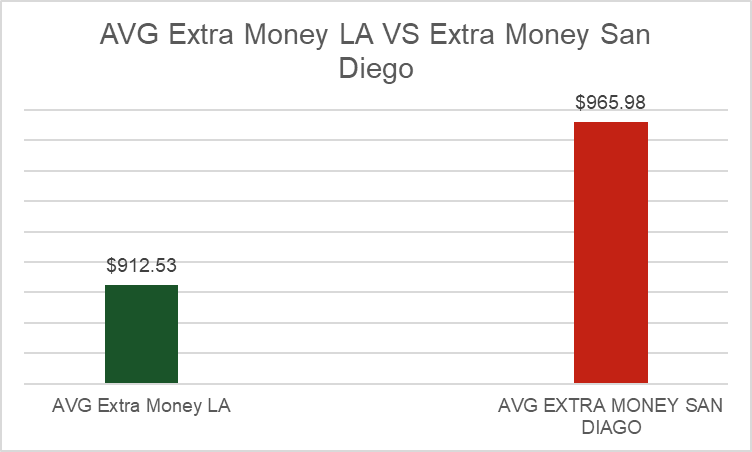 AVG Extra Money LA VS Extra Money San
Diego
$965.98
$912.53
AVG Extra Money LA
AVG EXTRA MONEY SAN
DIAGO